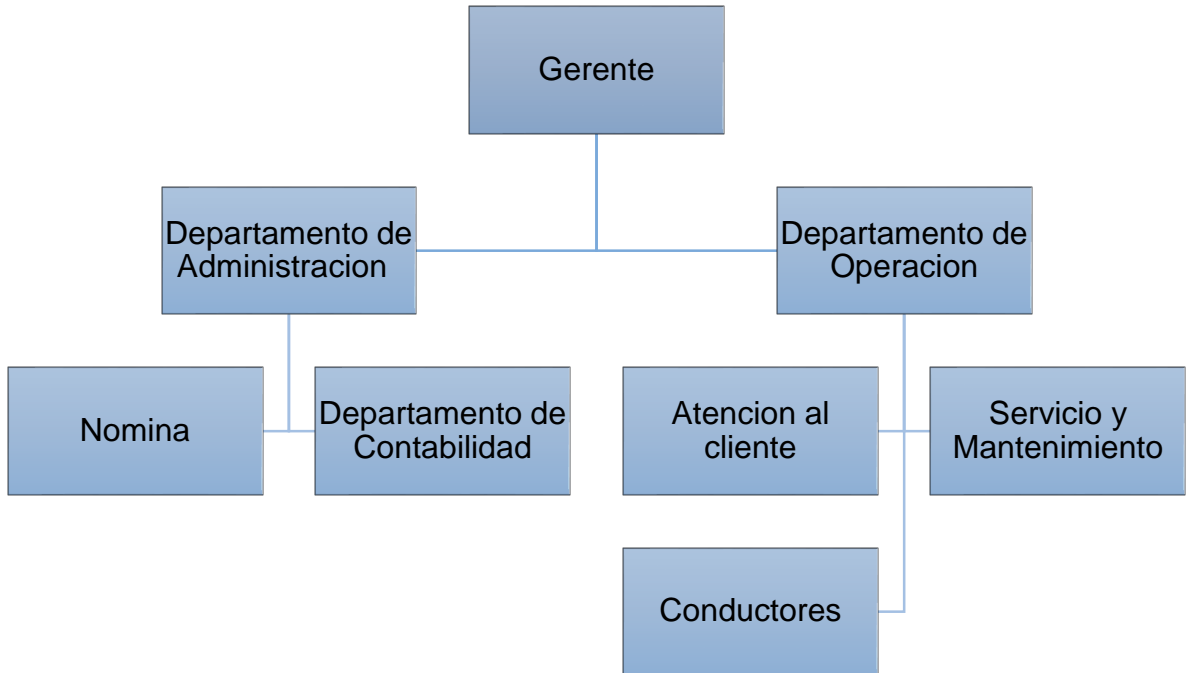 Gerente
Departamento de
Administracion
Departamento de
Operacion
Nomina
Departamento de
Contabilidad
Atencion al
cliente
Servicio y
Mantenimiento
Conductores